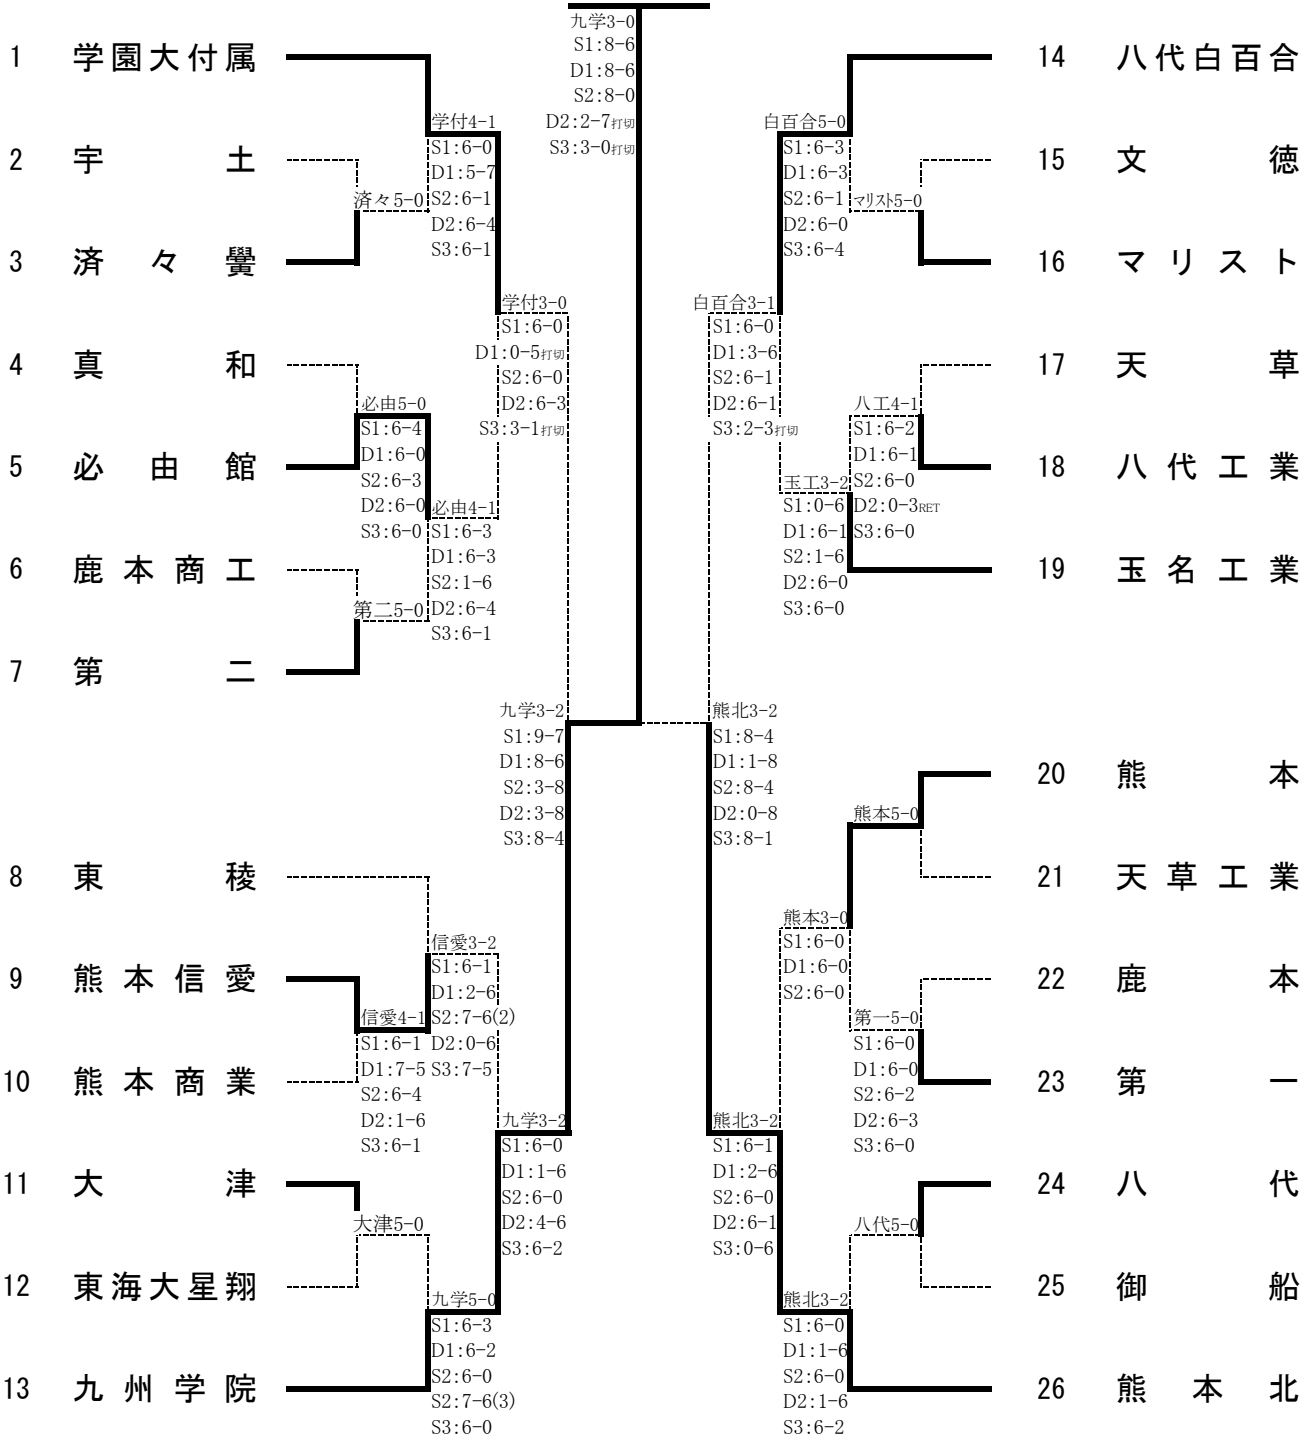 九学3-0
S1:8-6
D1:8-6
S2:8-0
D2:2-7打切
S3:3-0打切
1 学園大付属
2 宇土
3 済々黌
4 真和
5 必由館
6 鹿本商工
7 第二
8 東稜
9 熊本信愛
10 熊本商業
11 大津
12 東海大星翔
13 九州学院
学付4-1
S1:6-0
D1:5-7
S2:6-1
D2:6-4
S3:6-1
済々5-0
学付3-0
S1:6-0
D1:0-5打切
S2:6-0
D2:6-3
S3:3-1打切
必由5-0
S1:6-4
D1:6-0
S2:6-3
D2:6-0
S3:6-0
必由4-1
S1:6-3
D1:6-3
S2:1-6
D2:6-4
S3:6-1
第二5-0
九学3-2
S1:9-7
D1:8-6
S2:3-8
D2:3-8
S3:8-4
信愛3-2
S1:6-1
D1:2-6
S2:7-6(2)
D2:0-6
S3:7-5
信愛4-1
S1:6-1
D1:7-5
S2:6-4
D2:1-6
S3:6-1
九学3-2
S1:6-0
D1:1-6
S2:6-0
D2:4-6
S3:6-2
大津5-0
九学5-0
S1:6-3
D1:6-2
S2:6-0
S2:7-6(3)
S3:6-0
14 八代白百合
15 文徳
16 マリスト
17 天草
18 八代工業
19 玉名工業
20 熊本
21 天草工業
22 鹿本
23 第一
24 八代
25 御船
26 熊本北
白百合5-0
S1:6-3
D1:6-3
S2:6-1
D2:6-0
S3:6-4
マリスト5-0
白百合3-1
S1:6-0
D1:3-6
S2:6-1
D2:6-1
S3:2-3打切
八工4-1
S1:6-2
D1:6-1
S2:6-0
D2:0-3RET
S3:6-0
玉工3-2
S1:0-6
D1:6-1
S2:1-6
D2:6-0
S3:6-0
熊北3-2
S1:8-4
D1:1-8
S2:8-4
D2:0-8
S3:8-1
熊本5-0
熊本3-0
S1:6-0
D1:6-0
S2:6-0
第一5-0
S1:6-0
D1:6-0
S2:6-2
D2:6-3
S3:6-0
熊北3-2
S1:6-1
D1:2-6
S2:6-0
D2:6-1
S3:0-6
八代5-0
熊北3-2
S1:6-0
D1:1-6
S2:6-0
D2:1-6
S3:6-2